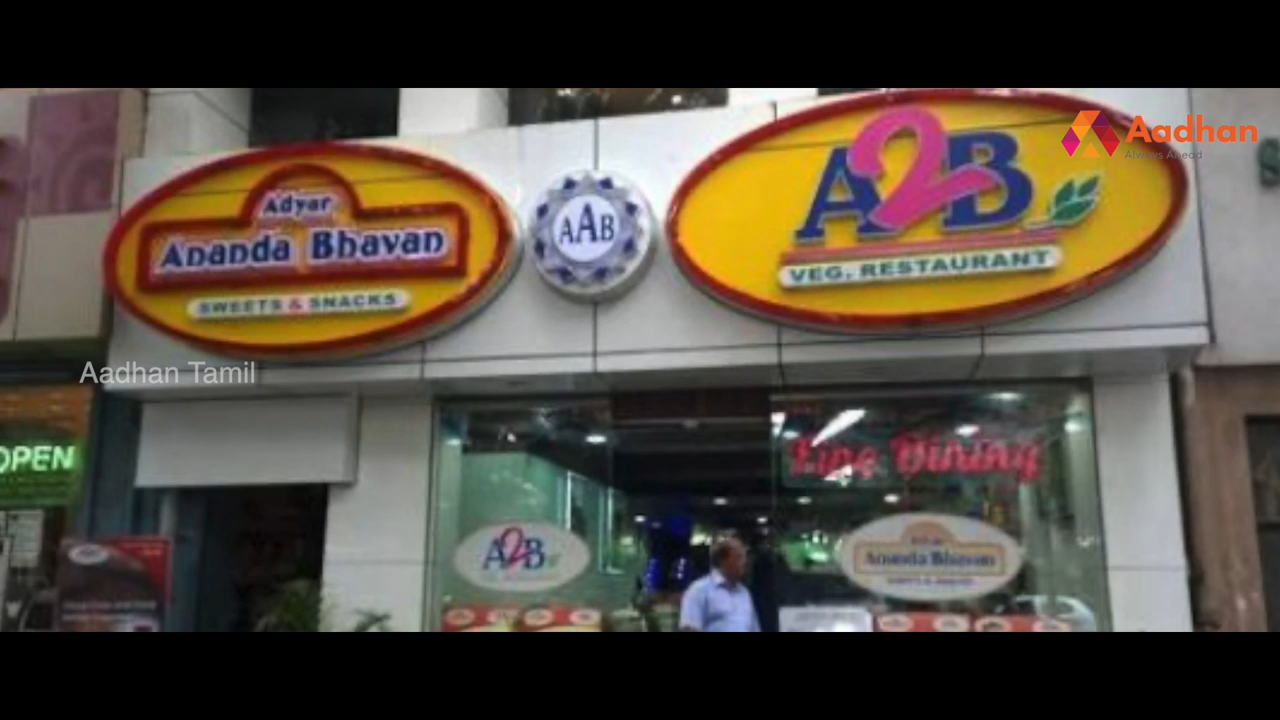 Aadhan
Always Ahead
Adyar
Ananda Bhavan
SWEETS & SNACKS
AAB
A2B
VEG. RESTAURANT
Aadhan Tamil
OPEN
Fine Dining
A2B
Adyar
Ananda Bhavan